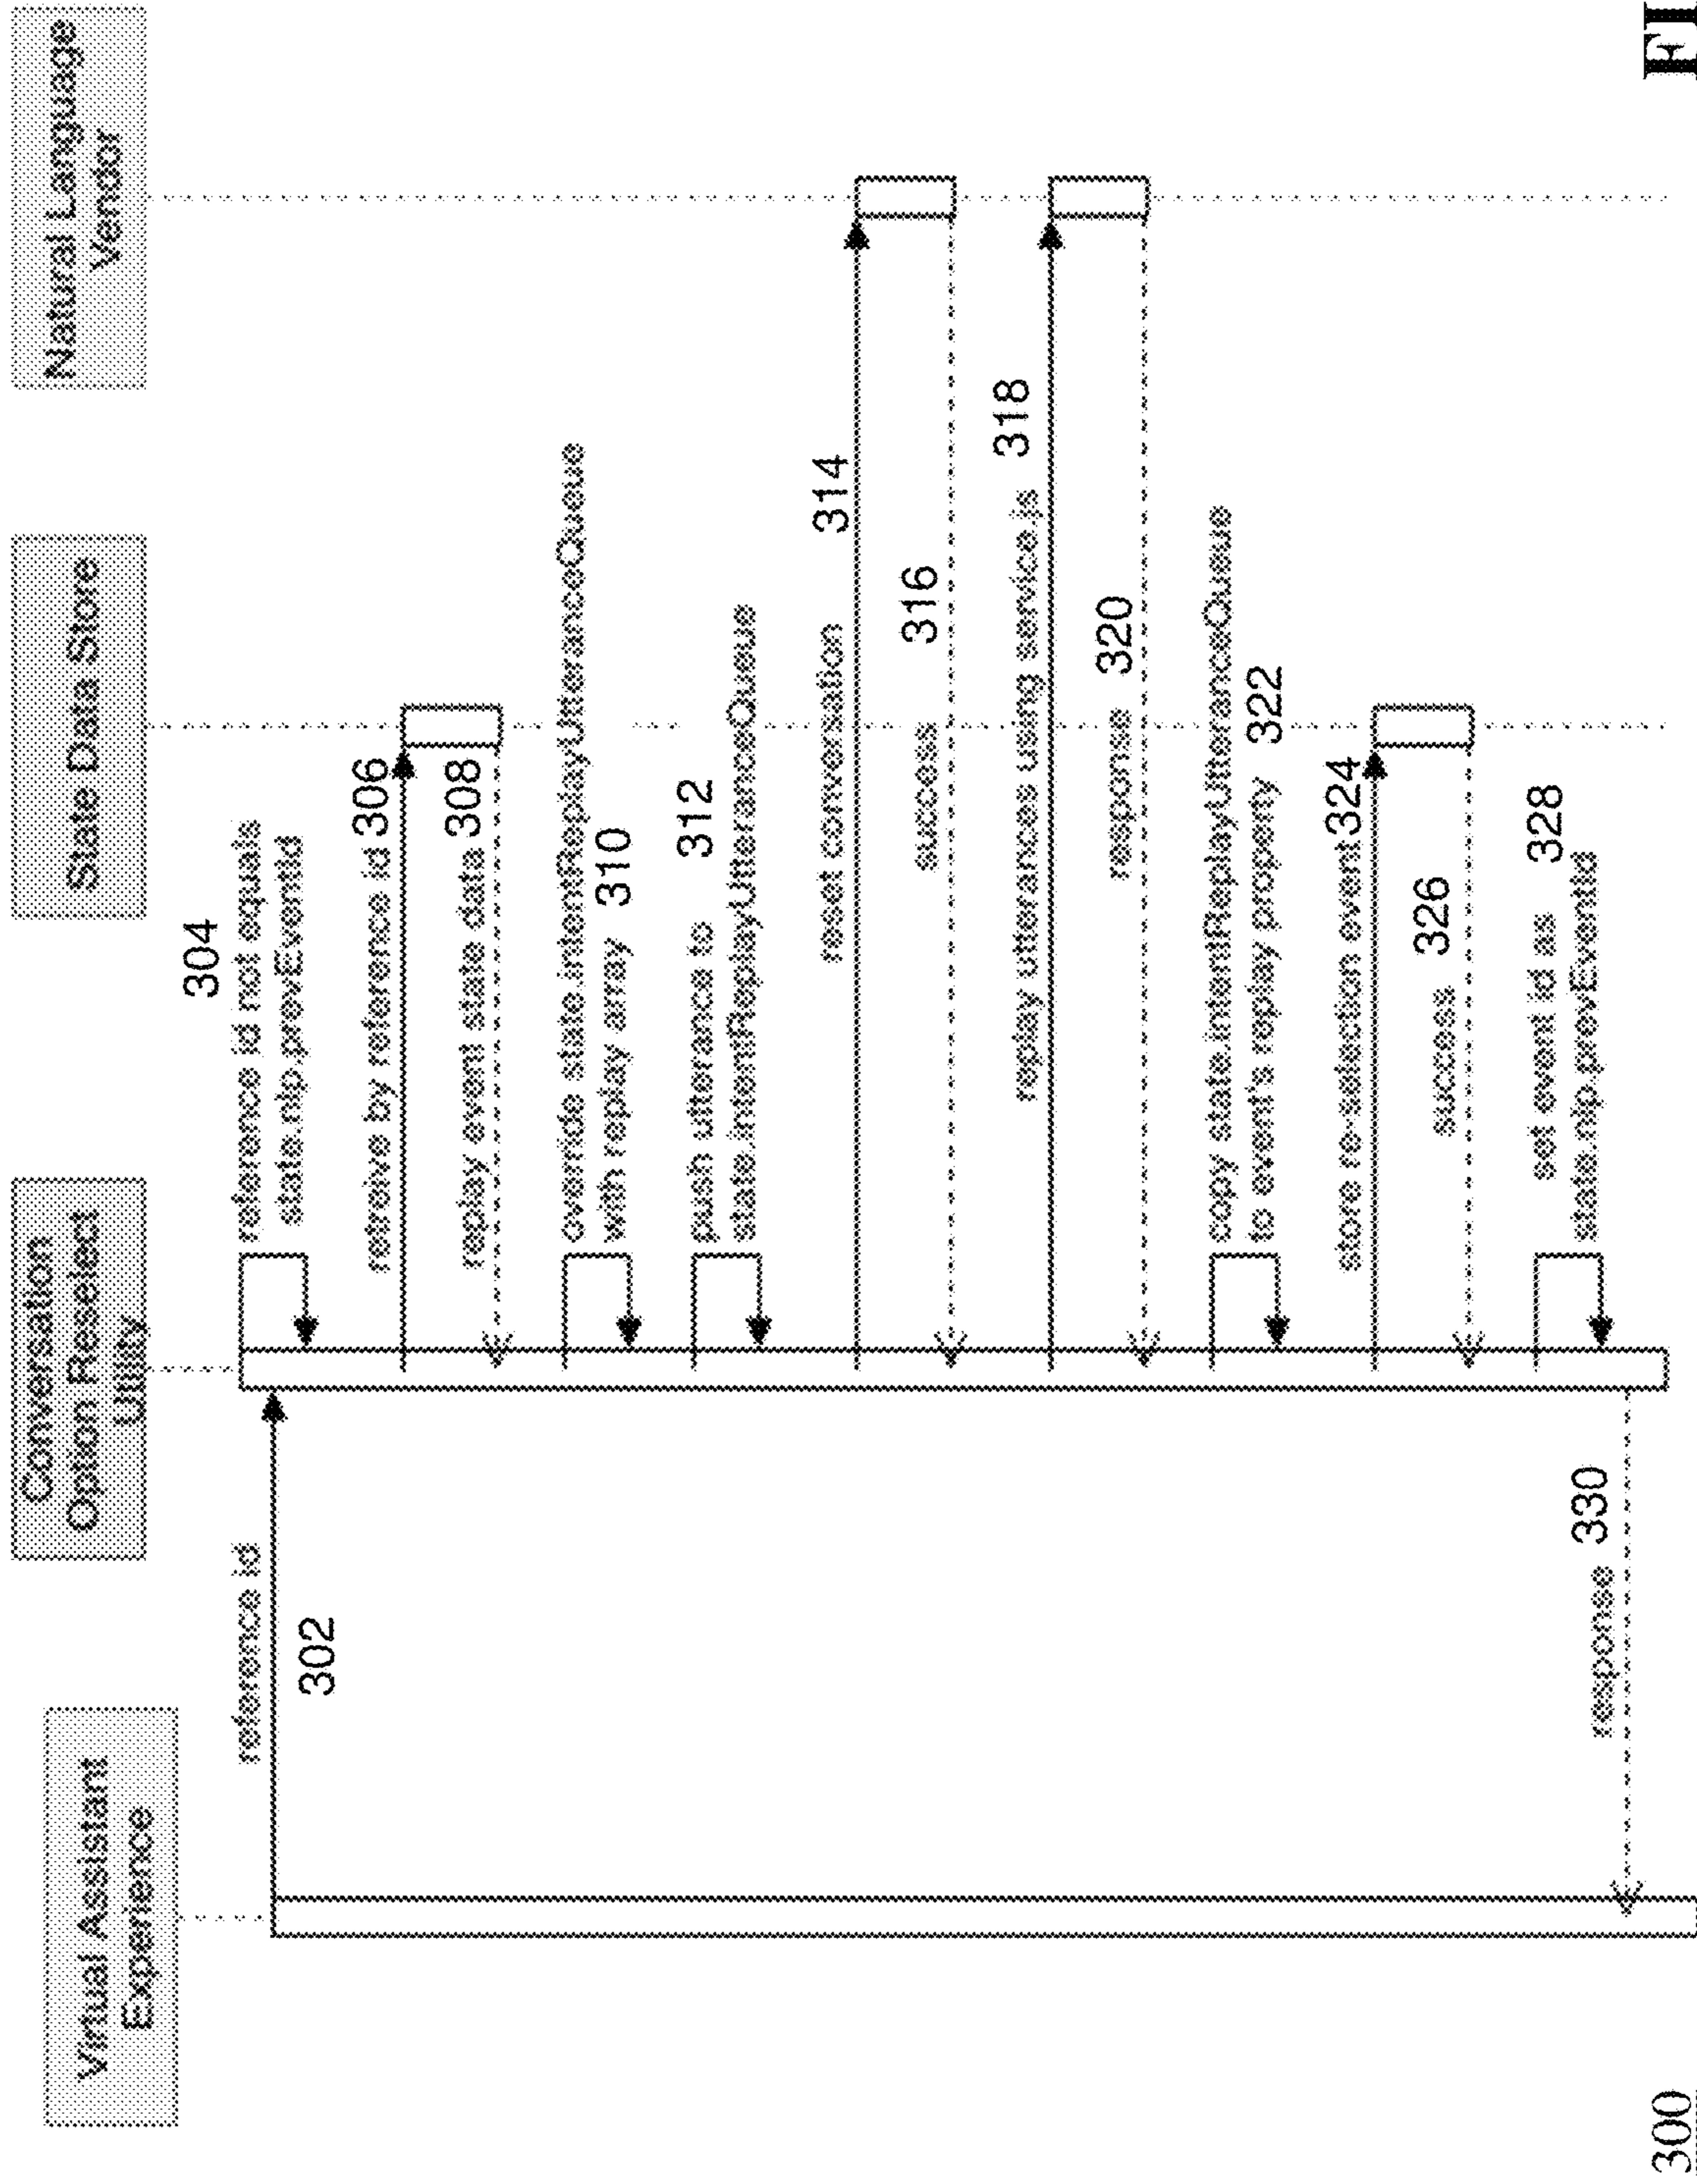 Virtual Assistant
Experience
Conversation
Option Reselected
Utility
State Data Store
Natural Language
Vendor
reference id
302
304
reference id not equals
state.nlp.prevEventId
retreive by reference id 306
replay event state data 308
override state.intentReplayUtteranceQueue
with replay array 310
push utterance to 312
state.intentReplayUtteranceQueue
reset conversation 314
success 316
replay utterances using service.js 318
response 320
copy state.intentReplayUtteranceQueue
to event's replay property 322
store re-selection event 324
success 326
set event id as 328
state.nlp.prevEventId
response 330
300